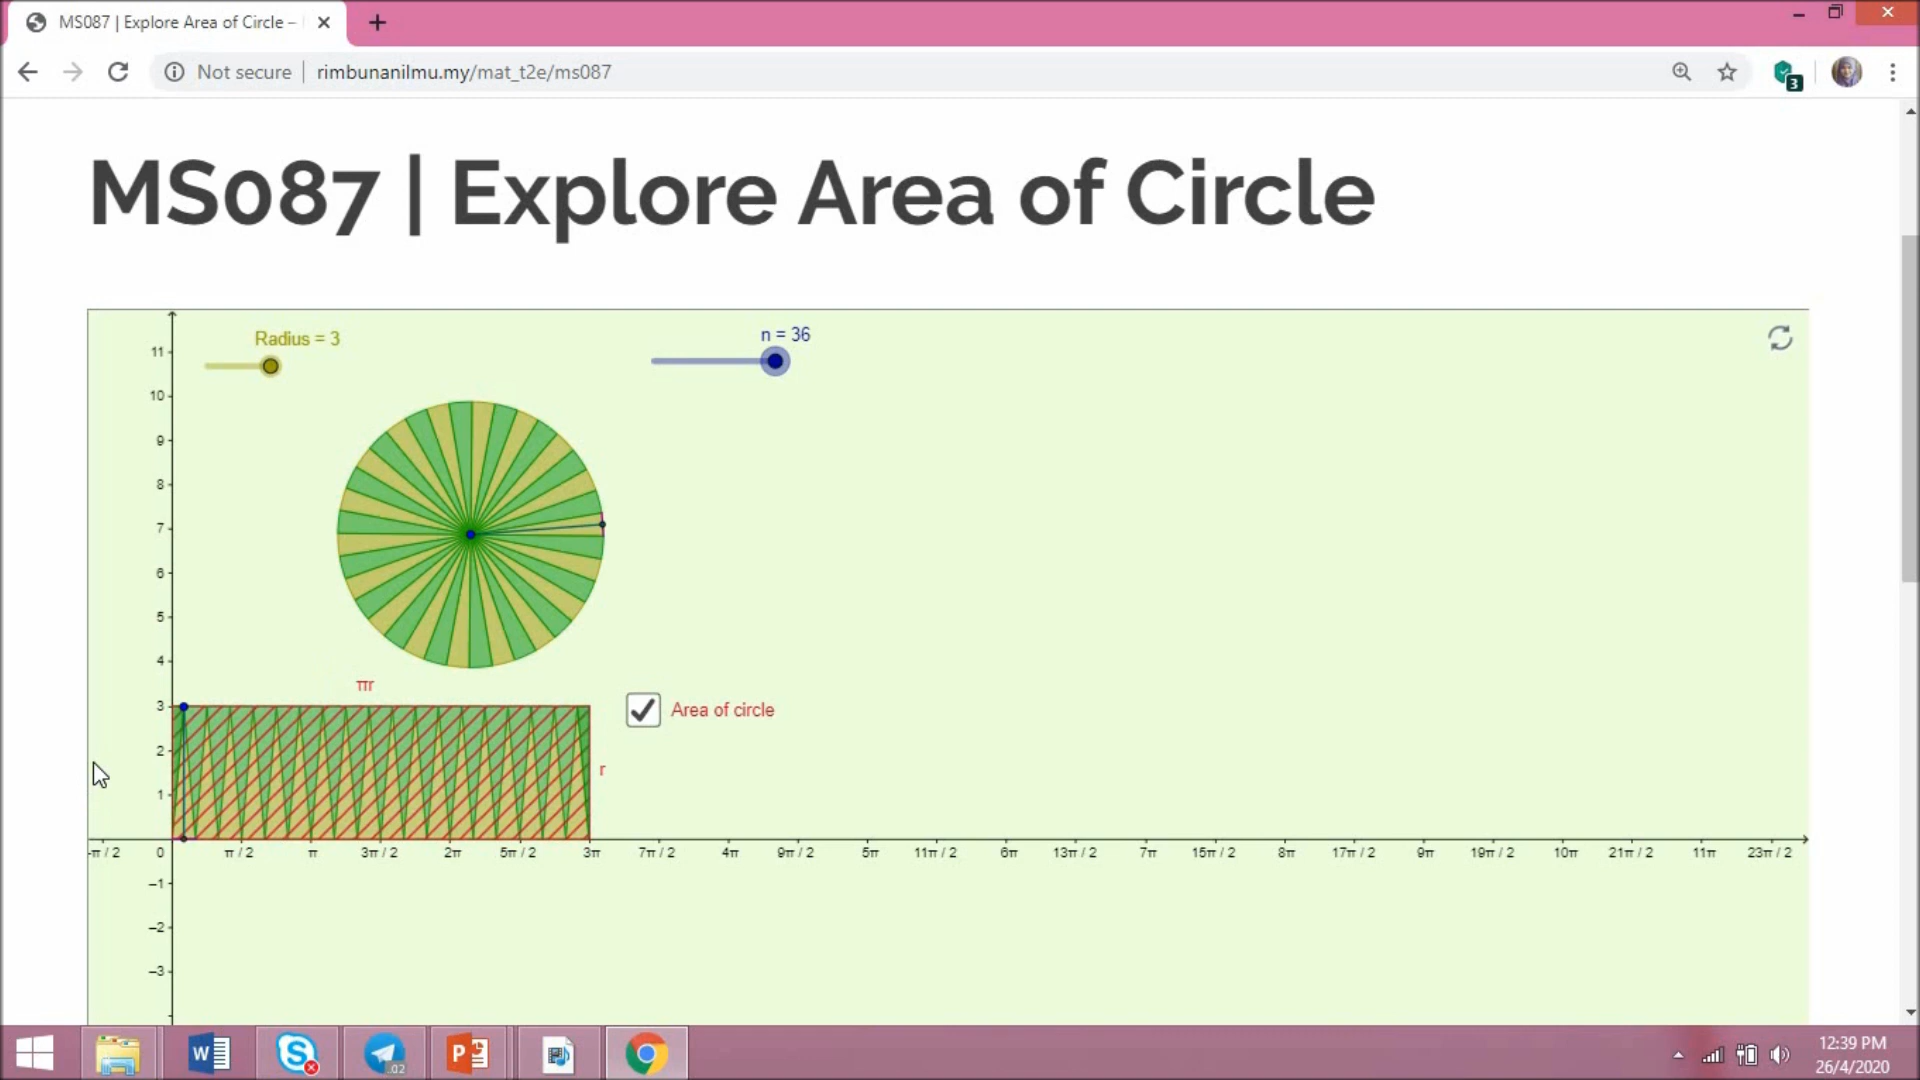 MS087 | Explore Area of Circle –
Not secure
rimbunanilmu.my/mat_t2e/ms087
3
MS087 | Explore Area of Circle
Radius = 3
n = 36
11
10
9
8
7
6
5
4
πr
3
Area of circle
2
r
1
-π / 2
0
π / 2
π
3π / 2
2π
5π / 2
3π
7π / 2
4π
9π / 2
5π
11π / 2
6π
13π / 2
7π
15π / 2
8π
17π / 2
9π
19π / 2
10π
21π / 2
11π
23π / 2
–1
–2
–3
W
S
02
P
12:39 PM
26/4/2020